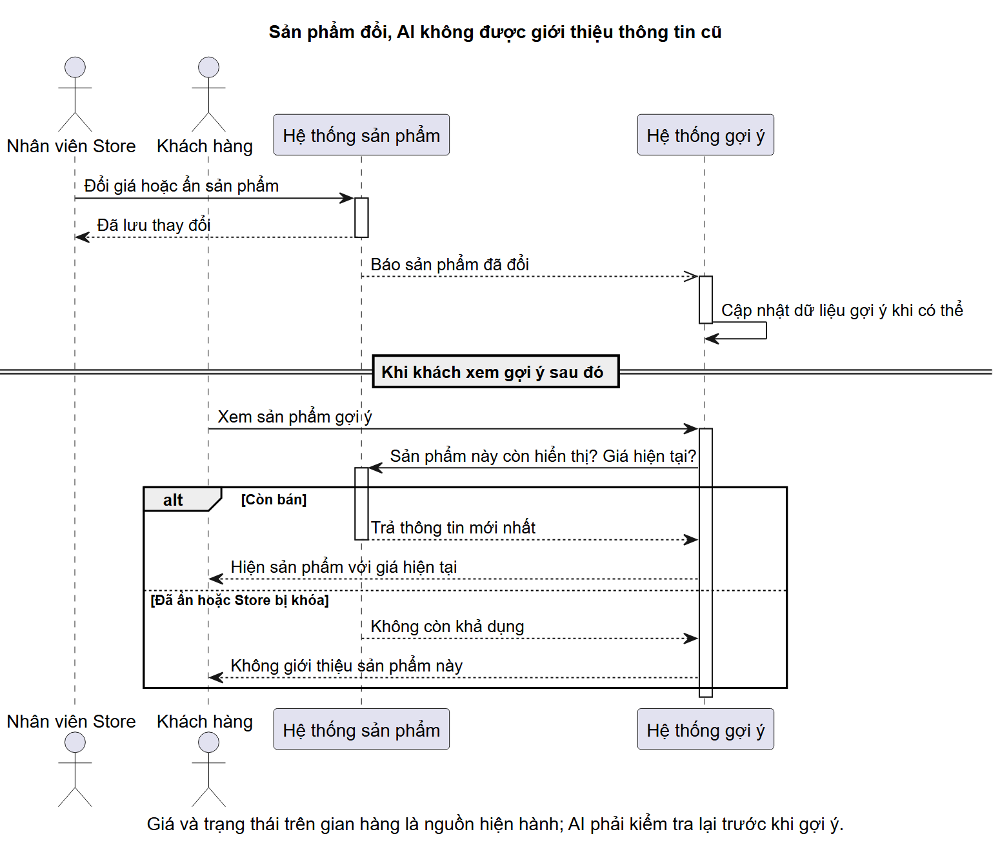 Sản phẩm đổi, AI không được giới thiệu thông tin cũ
Nhân viên Store
Khách hàng
Hệ thống sản phẩm
Hệ thống gợi ý
Đổi giá hoặc ẩn sản phẩm
Đã lưu thay đổi
Báo sản phẩm đã đổi
Cập nhật dữ liệu gợi ý khi có thể
Khi khách xem gợi ý sau đó
Xem sản phẩm gợi ý
Sản phẩm này còn hiển thị? Giá hiện tại?
alt [Còn bán]
Trả thông tin mới nhất
Hiện sản phẩm với giá hiện tại
[Đã ẩn hoặc Store bị khóa]
Không còn khả dụng
Không giới thiệu sản phẩm này
Nhân viên Store
Khách hàng
Hệ thống sản phẩm
Hệ thống gợi ý
Giá và trạng thái trên gian hàng là nguồn hiện hành; AI phải kiểm tra lại trước khi gợi ý.